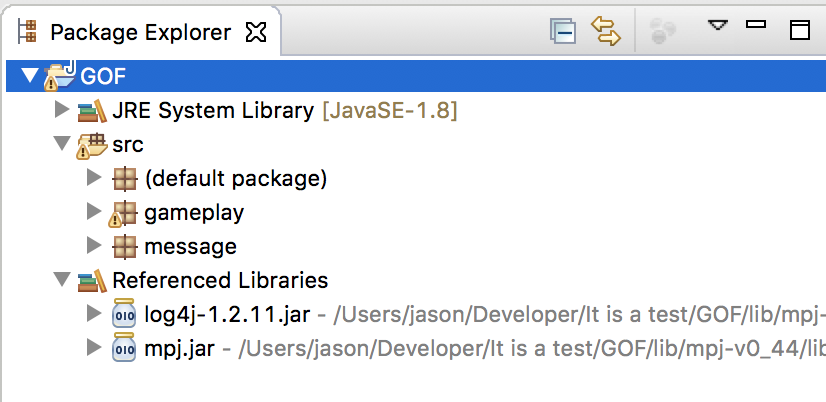 Package Explorer
GOF
JRE System Library [JavaSE-1.8]
src
(default package)
gameplay
message
Referenced Libraries
log4j-1.2.11.jar - /Users/jason/Developer/It is a test/GOF/lib/mpj-
mpj.jar - /Users/jason/Developer/It is a test/GOF/lib/mpj-v0_44/lib